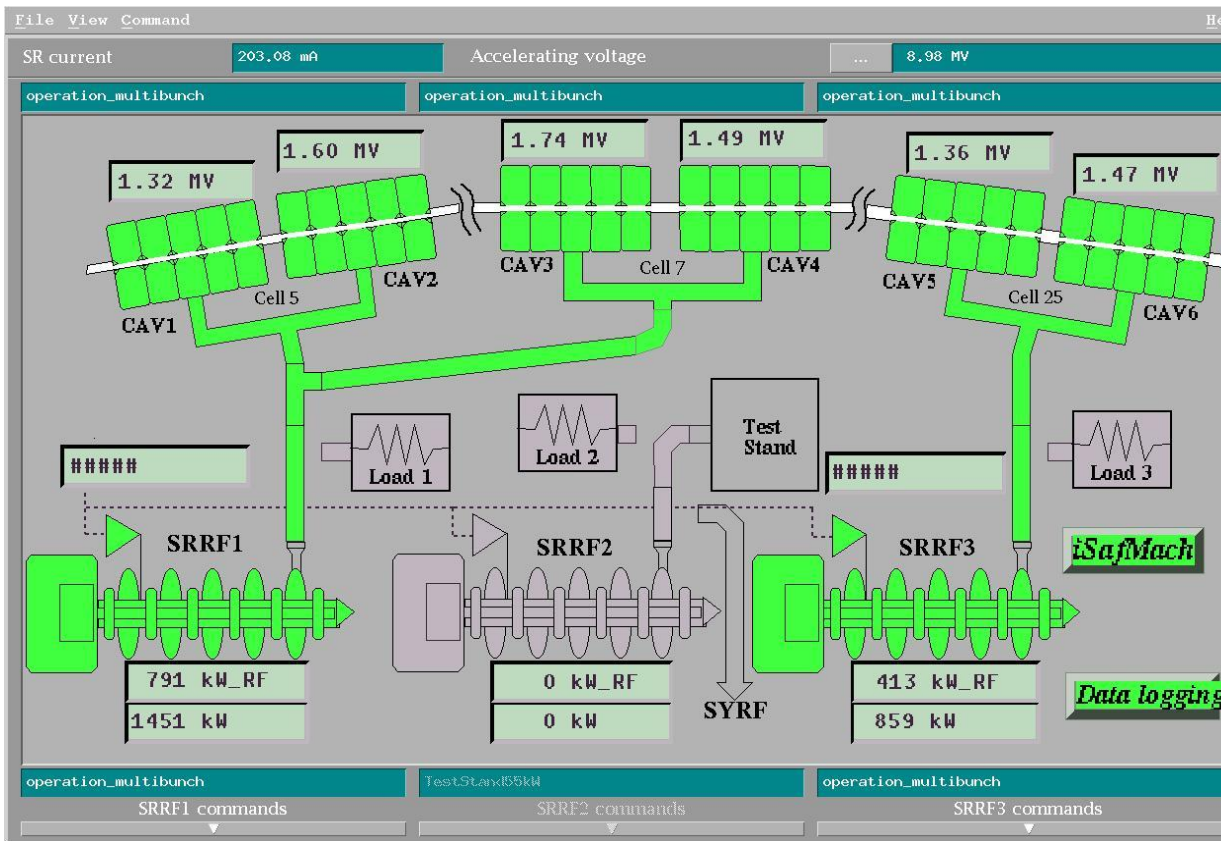 File View Command He
SR current 203.08 mA Accelerating voltage ... 8.98 MV
operation_multibunch operation_multibunch operation_multibunch
1.32 MV 1.60 MV 1.74 MV 1.49 MV 1.36 MV 1.47 MV
CAV1 Cell 5 CAV2 CAV3 Cell 7 CAV4 CAV5 Cell 25 CAV6
##### Load 1 Load 2 Test ##### Load 3
Stand
SRRF1 SRRF2 SRRF3 iSafMach
791 kW_RF 0 kW_RF 413 kW_RF
1451 kW 0 kW SYRF 859 kW Data logging
operation_multibunch TestStand55kW operation_multibunch
SRRF1 commands SRRF2 commands SRRF3 commands